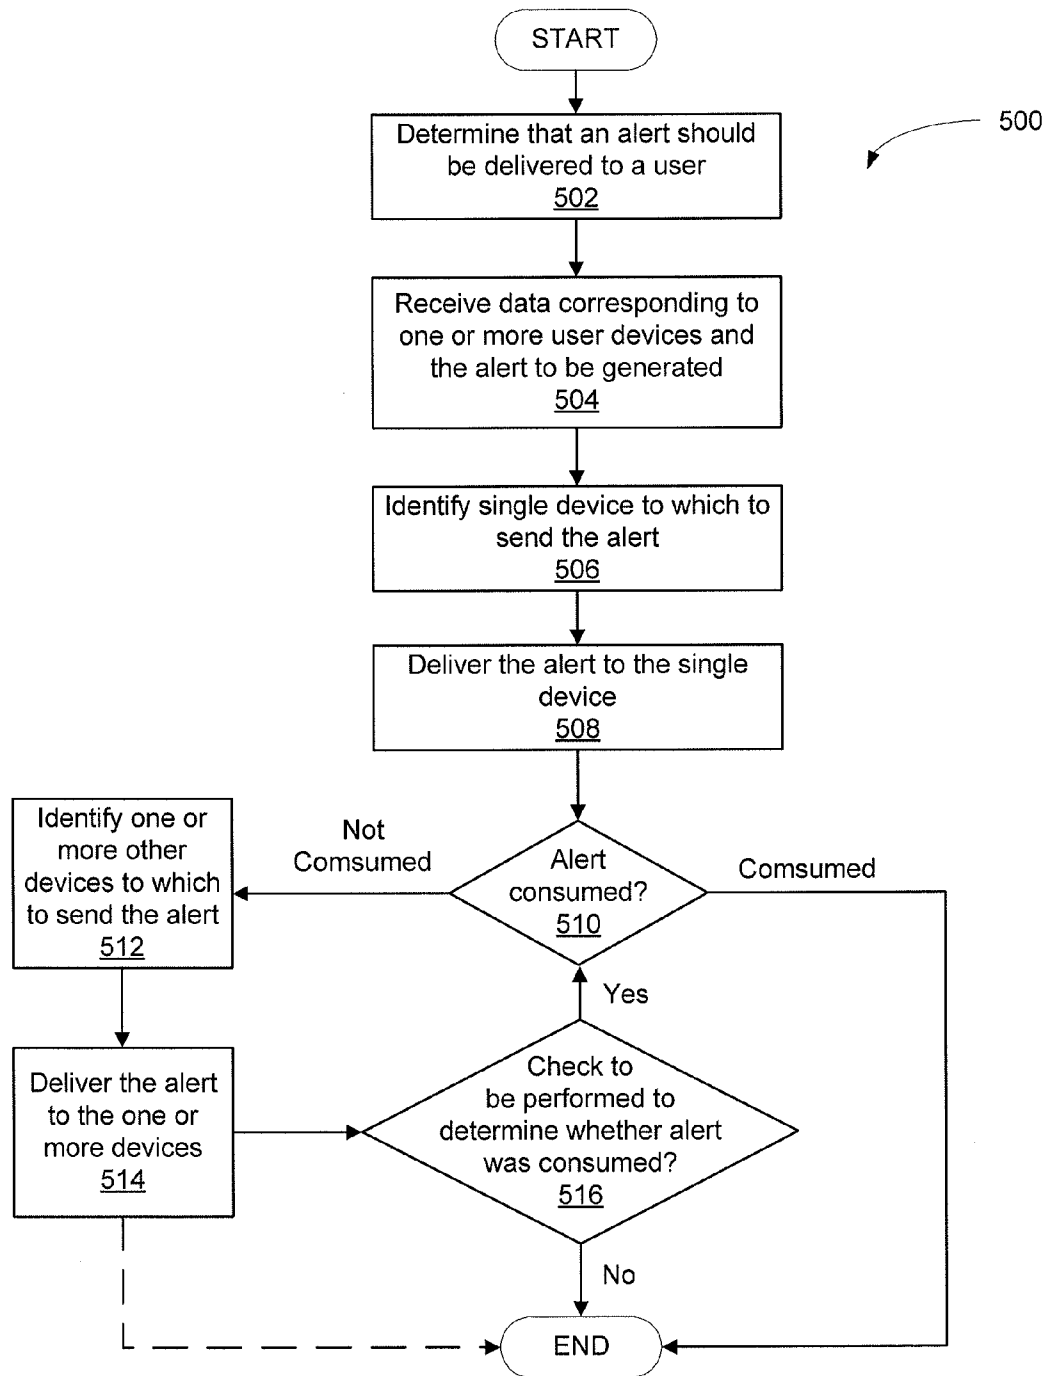 START
500
Determine that an alert should
be delivered to a user
502
Receive data corresponding to
one or more user devices and
the alert to be generated
504
Identify single device to which to
send the alert
506
Deliver the alert to the single
device
508
Identify one or
more other
devices to which
to send the alert
512
Not
Comsumed
Alert
consumed?
510
Comsumed
Yes
Deliver the alert
to the one or
more devices
514
Check to
be performed to
determine whether alert
was consumed?
516
No
END